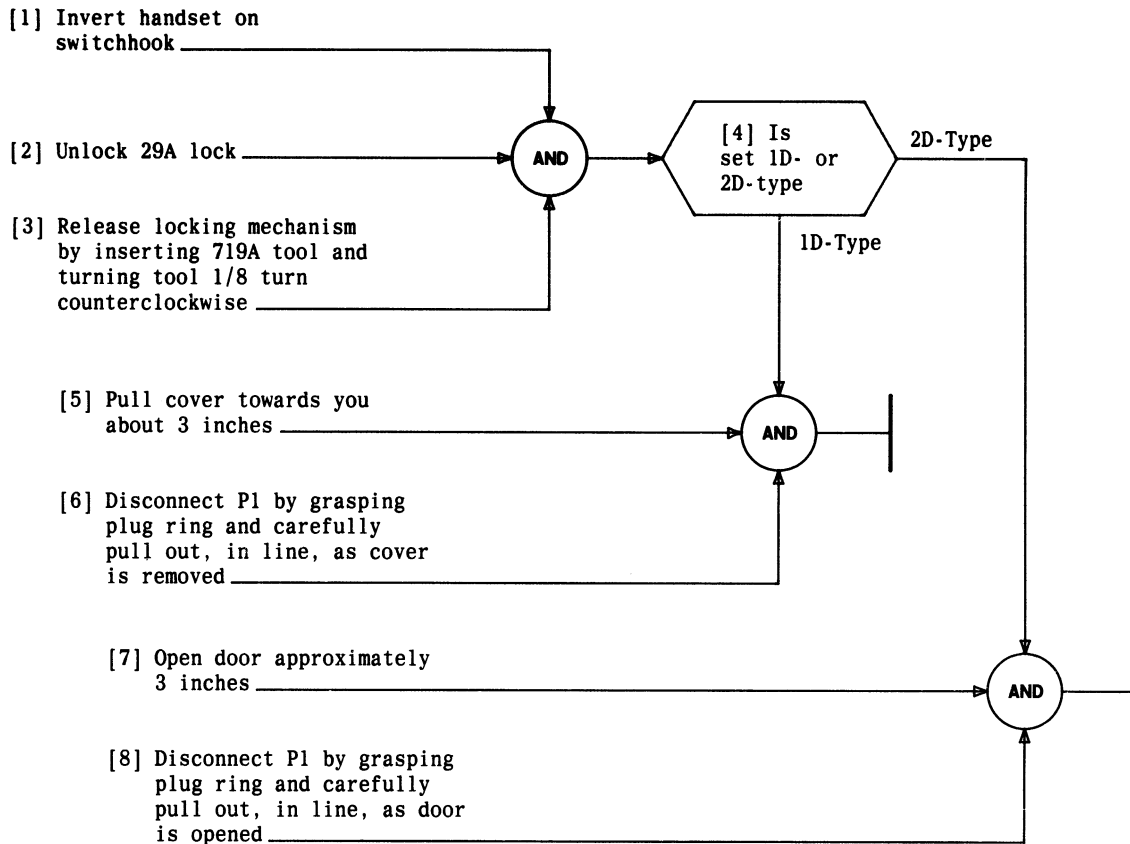 [1] Invert handset on
switchhook
[2] Unlock 29A lock
AND
[4] Is
set 1D- or
2D-type
2D-Type
[3] Release locking mechanism
by inserting 719A tool and
turning tool 1/8 turn
counterclockwise
1D-Type
[5] Pull cover towards you
about 3 inches
AND
[6] Disconnect P1 by grasping
plug ring and carefully
pull out, in line, as cover
is removed
[7] Open door approximately
3 inches
AND
[8] Disconnect P1 by grasping
plug ring and carefully
pull out, in line, as door
is opened